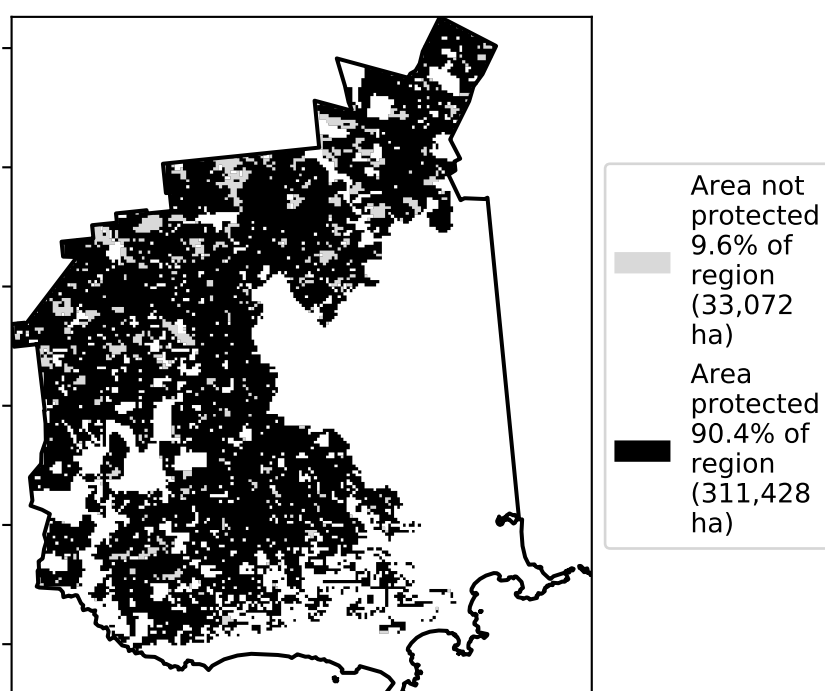 Area not
protected
9.6% of
region
(33,072
ha)
Area
protected
90.4% of
region
(311,428
ha)